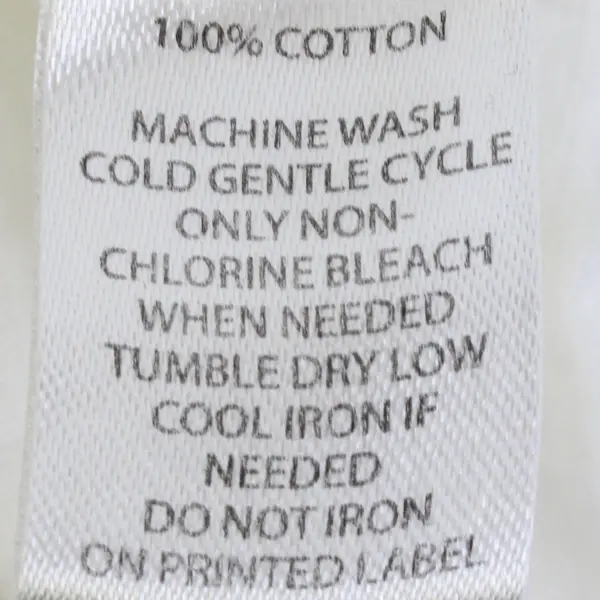 100% COTTON
MACHINE WASH
COLD GENTLE CYCLE
ONLY NON-
CHLORINE BLEACH
WHEN NEEDED
TUMBLE DRY LOW
COOL IRON IF
NEEDED
DO NOT IRON
ON PRINTED LABEL